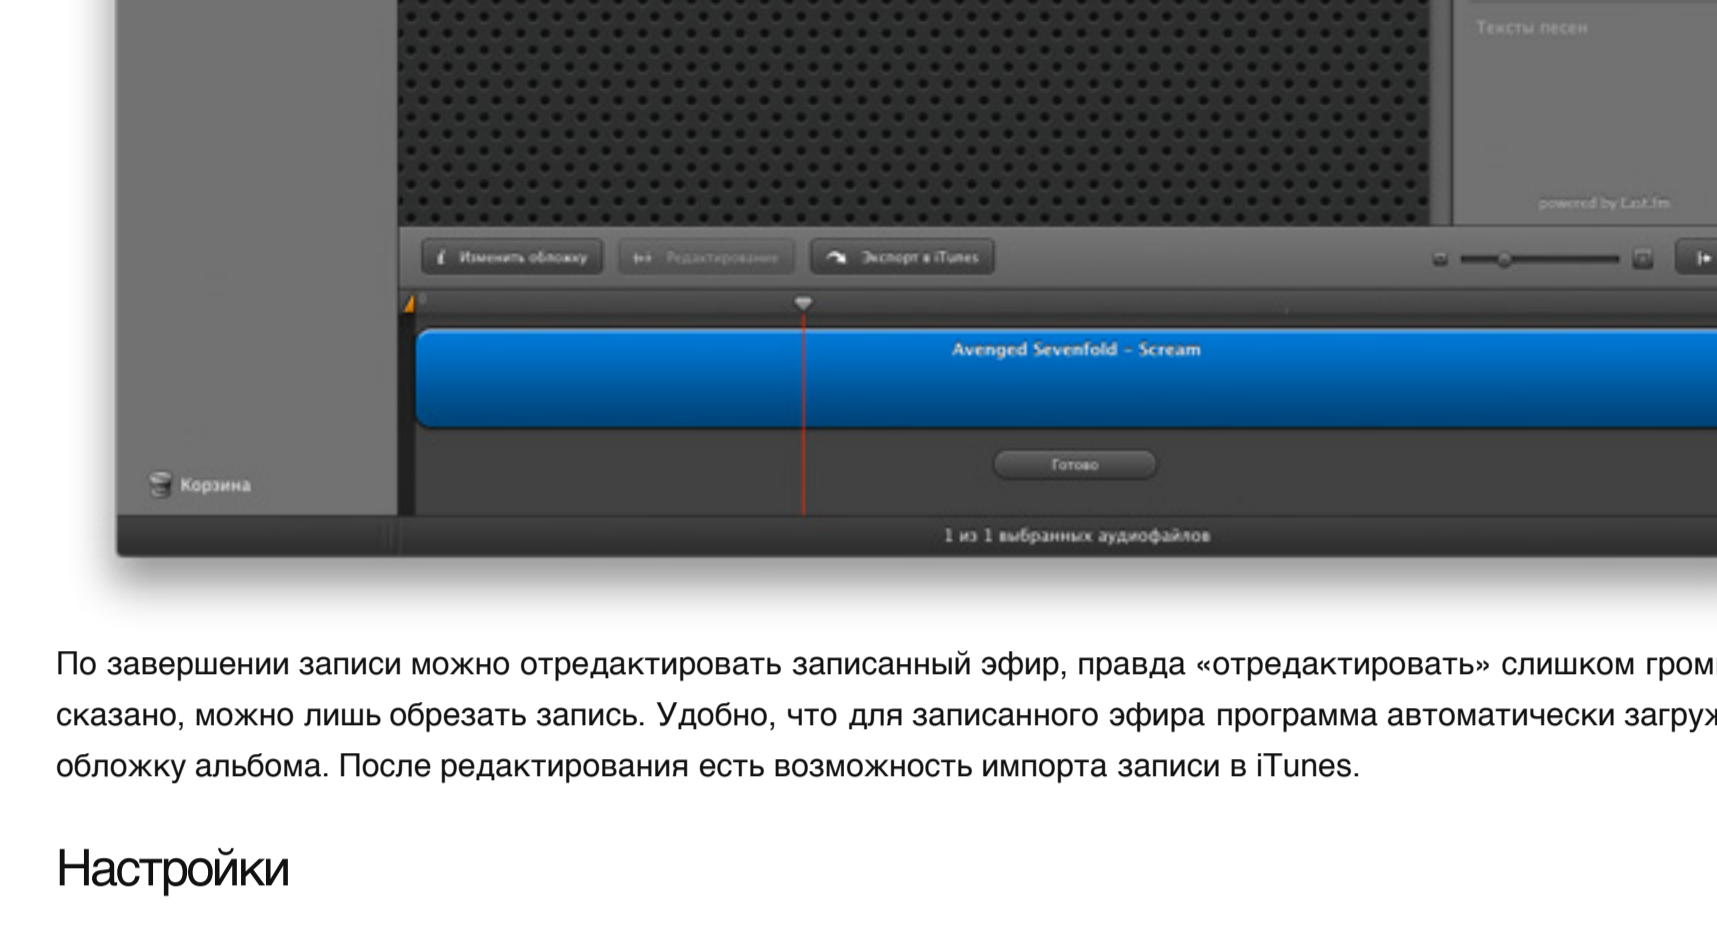 Тексты песен
powered by Last.fm
Изменить обложку Редактирование Экспорт в iTunes
0
Avenged Sevenfold – Scream
Готово
Корзина
1 из 1 выбранных аудиофайлов
По завершении записи можно отредактировать записанный эфир, правда «отредактировать» слишком
сказано, можно лишь обрезать запись. Удобно, что для записанного эфира программа автоматически
обложку альбома. После редактирования есть возможность импорта записи в iTunes.
Настройки